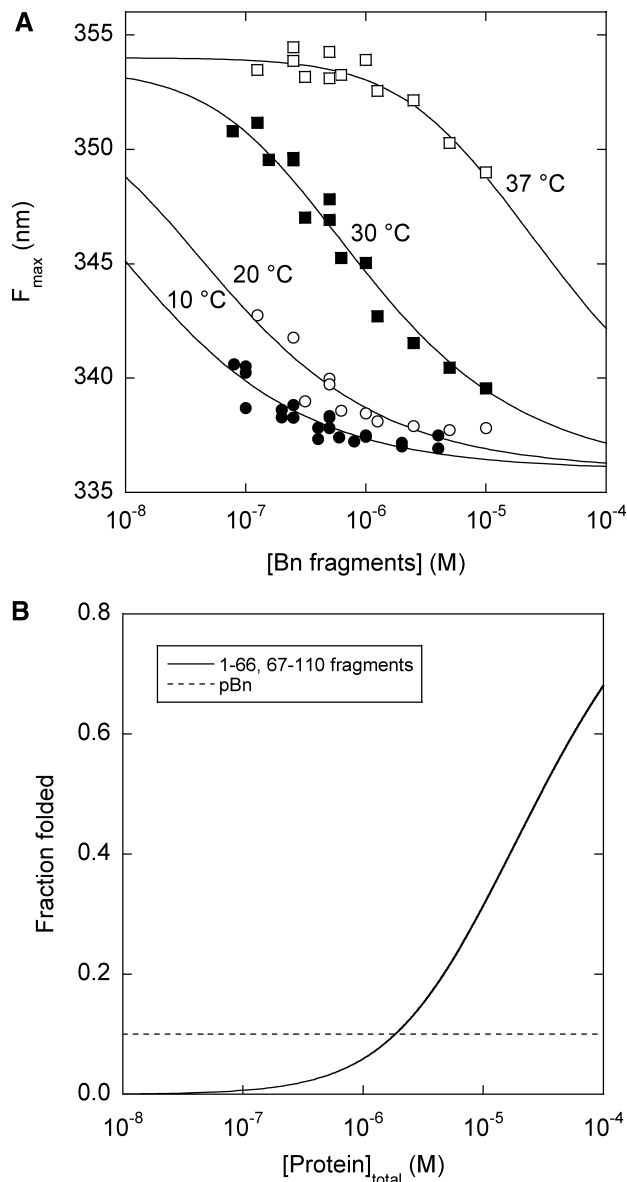 A
355
350
345
340
335
F_max (nm)
37 °C
30 °C
20 °C
10 °C
10^-8
10^-7
10^-6
10^-5
10^-4
[Bn fragments] (M)
B
0.8
0.6
0.4
0.2
0.0
Fraction folded
1-66, 67-110 fragments
pBn
10^-8
10^-7
10^-6
10^-5
10^-4
[Protein]_total (M)